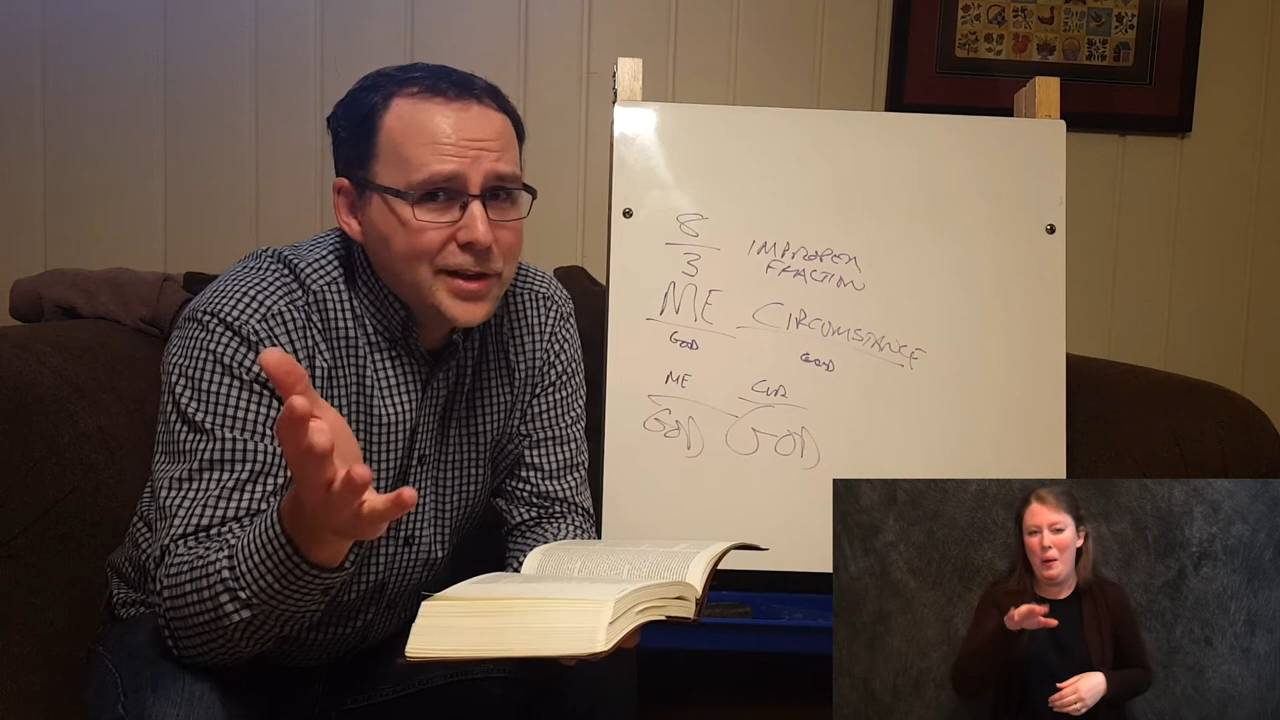 8
3
IMPROPER
FRACTION
ME CIRCUMSTANCE
GOD GOD
ME CIR
GOD GOD